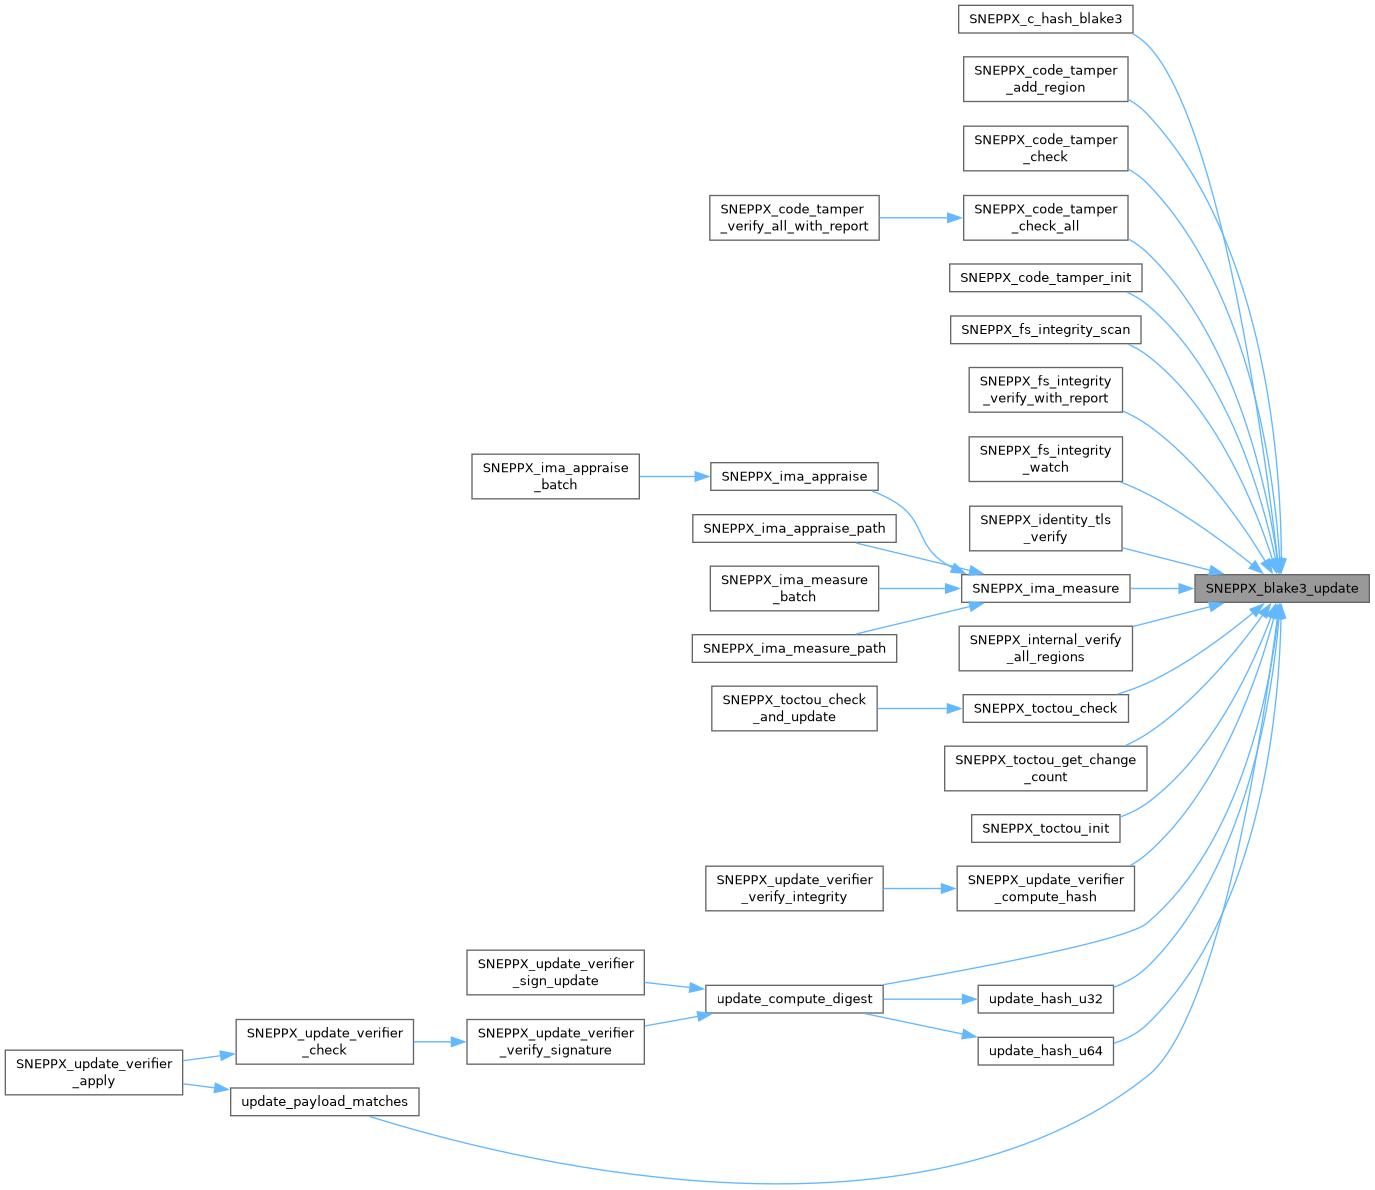 SNEPPX_c_hash_blake3
SNEPPX_code_tamper
_add_region
SNEPPX_code_tamper
_check
SNEPPX_code_tamper
_verify_all_with_report
SNEPPX_code_tamper
_check_all
SNEPPX_code_tamper_init
SNEPPX_fs_integrity_scan
SNEPPX_fs_integrity
_verify_with_report
SNEPPX_fs_integrity
_watch
SNEPPX_ima_appraise
_batch
SNEPPX_ima_appraise
SNEPPX_ima_appraise_path
SNEPPX_identity_tls
_verify
SNEPPX_ima_measure
_batch
SNEPPX_ima_measure
SNEPPX_blake3_update
SNEPPX_ima_measure_path
SNEPPX_internal_verify
_all_regions
SNEPPX_toctou_check
_and_update
SNEPPX_toctou_check
SNEPPX_toctou_get_change
_count
SNEPPX_toctou_init
SNEPPX_update_verifier
_verify_integrity
SNEPPX_update_verifier
_compute_hash
SNEPPX_update_verifier
_sign_update
update_compute_digest
update_hash_u32
SNEPPX_update_verifier
_apply
SNEPPX_update_verifier
_check
SNEPPX_update_verifier
_verify_signature
update_hash_u64
update_payload_matches